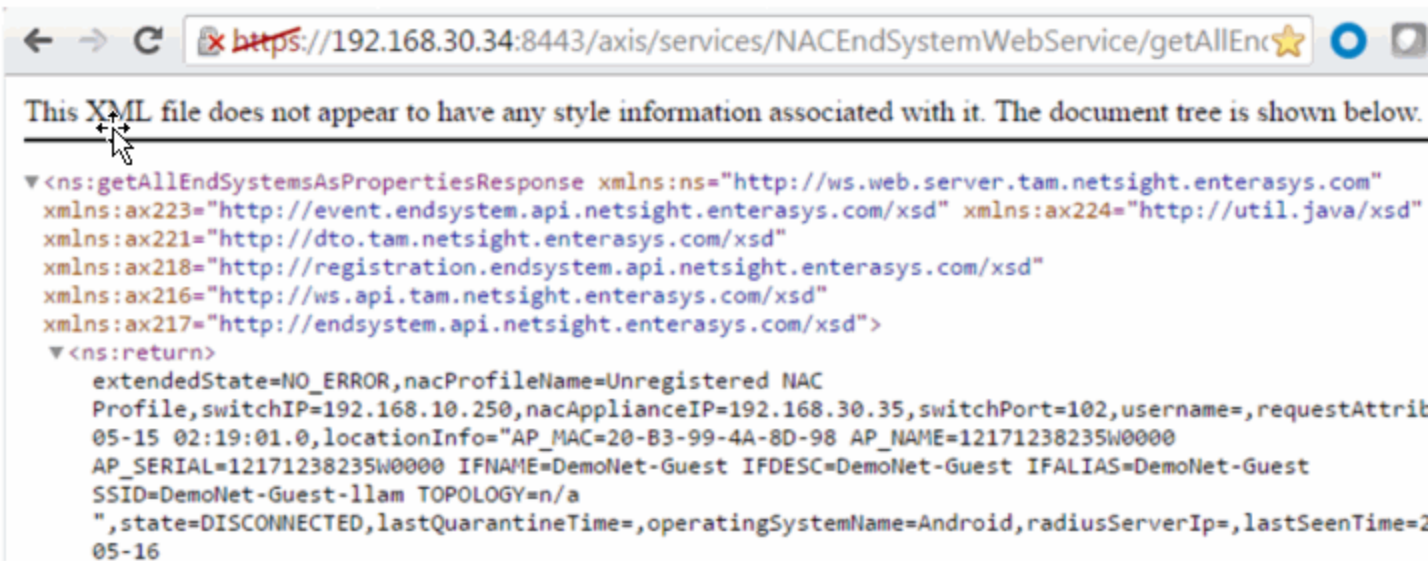 https://192.168.30.34:8443/axis/services/NACEndSystemWebService/getAllEnd
This XML file does not appear to have any style information associated with it. The document tree is shown below.
▼<ns:getAllEndSystemsAsPropertiesResponse xmlns:ns="http://ws.web.server.tam.netsight.enterasys.com"
xmlns:ax223="http://event.endsystem.api.netsight.enterasys.com/xsd" xmlns:ax224="http://util.java/xsd"
xmlns:ax221="http://dto.tam.netsight.enterasys.com/xsd"
xmlns:ax218="http://registration.endsystem.api.netsight.enterasys.com/xsd"
xmlns:ax216="http://ws.api.tam.netsight.enterasys.com/xsd"
xmlns:ax217="http://endsystem.api.netsight.enterasys.com/xsd">
▼<ns:return>
extendedState=NO_ERROR,nacProfileName=Unregistered NAC
Profile,switchIP=192.168.10.250,nacApplianceIP=192.168.30.35,switchPort=102,username=,requestAttrib
05-15 02:19:01.0,locationInfo="AP_MAC=20-B3-99-4A-8D-98 AP_NAME=12171238235W0000
AP_SERIAL=12171238235W0000 IFNAME=DemoNet-Guest IFDESC=DemoNet-Guest IFALIAS=DemoNet-Guest
SSID=DemoNet-Guest-llam TOPOLOGY=n/a
",state=DISCONNECTED,lastQuarantineTime=,operatingSystemName=Android,radiusServerIp=,lastSeenTime=2
05-16